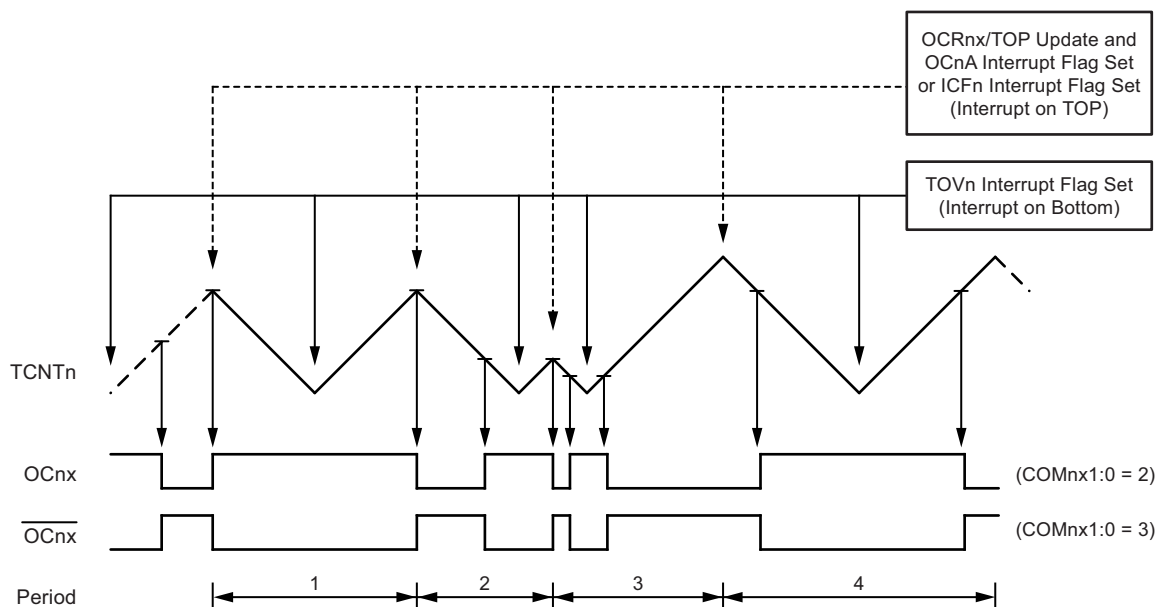 OCRnx/TOP Update and
OCnA Interrupt Flag Set
or ICFn Interrupt Flag Set
(Interrupt on TOP)
TOVn Interrupt Flag Set
(Interrupt on Bottom)
TCNTn
OCnx
(COMnx1:0 = 2)
OCnx
(COMnx1:0 = 3)
Period
1
2
3
4